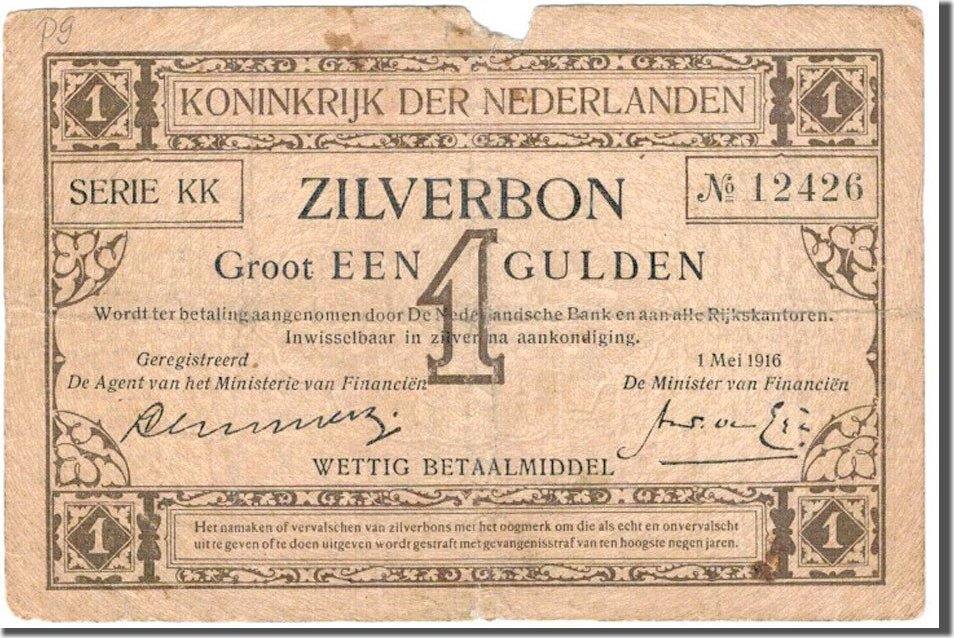 P9
1 KONINKRIJK DER NEDERLANDEN 1
SERIE KK
ZILVERBON
№ 12426
Groot EEN 1 GULDEN
Wordt ter betaling aangenomen door De Nederlandsche Bank en aan alle Rijkskantoren.
Inwisselbaar in zilver na aankondiging.
Geregistreerd
1 Mei 1916
De Agent van het Ministerie van Financiën
De Minister van Financiën
WETTIG BETAALMIDDEL
1 1
Het namaken of vervalschen van zilverbons met het oogmerk om die als echt en onvervalscht
uit te geven of te doen uitgeven wordt gestraft met gevangenisstraf van ten hoogste negen jaren.